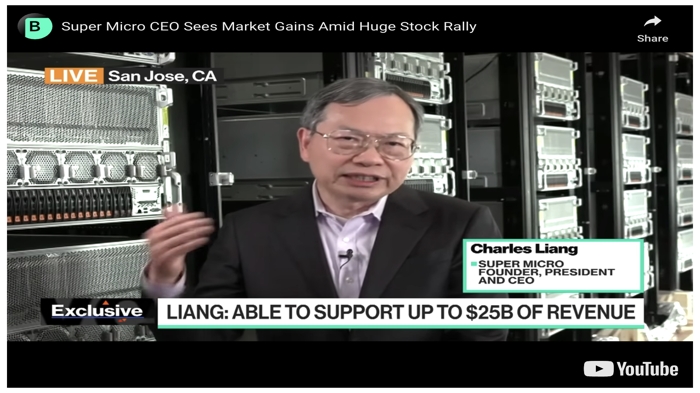 B Super Micro CEO Sees Market Gains Amid Huge Stock Rally
Share
LIVE San Jose, CA
Charles Liang
SUPER MICRO
FOUNDER, PRESIDENT
AND CEO
Exclusive LIANG: ABLE TO SUPPORT UP TO $25B OF REVENUE
YouTube